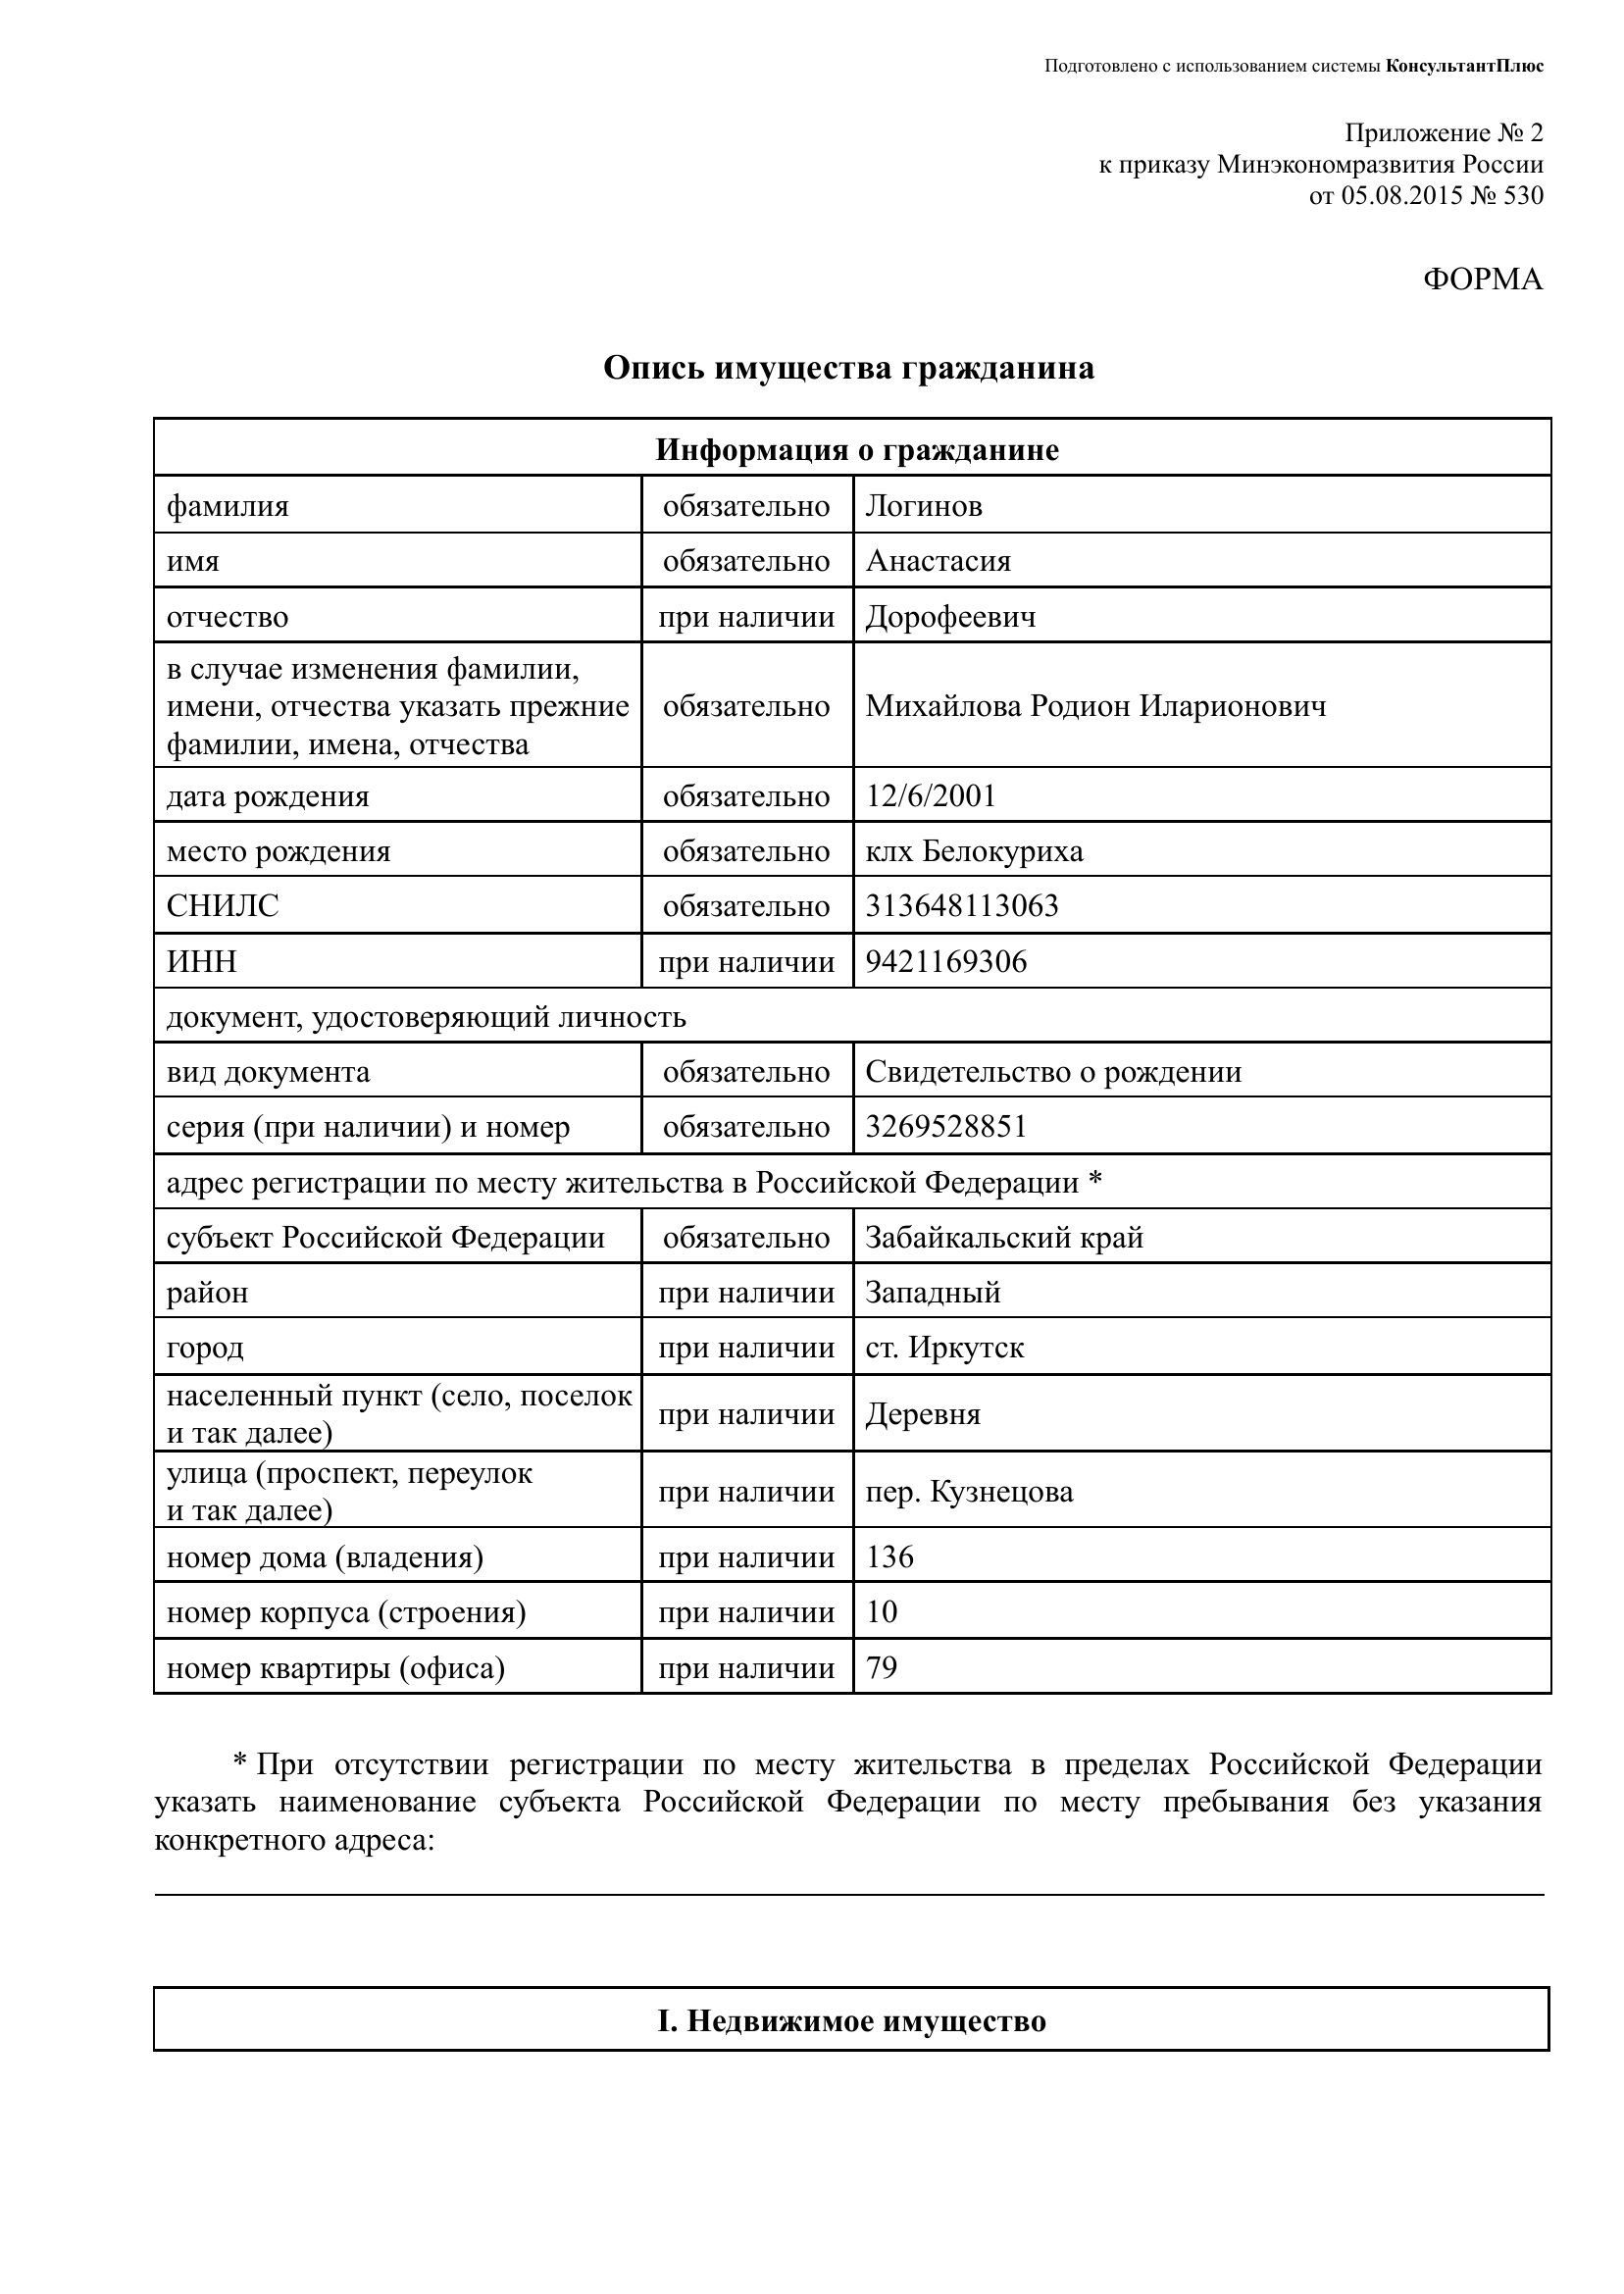 Подготовлено с использованием системы КонсультантПлюс
Приложение № 2
к приказу Минэкономразвития России
от 05.08.2015 № 530
ФОРМА
Опись имущества гражданина
Информация о гражданине
фамилия обязательно Логинов
имя обязательно Анастасия
отчество при наличии Дорофеевич
в случае изменения фамилии,
имени, отчества указать прежние
фамилии, имена, отчества обязательно Михайлова Родион Иларионович
дата рождения обязательно 12/6/2001
место рождения обязательно клх Белокуриха
СНИЛС обязательно 313648113063
ИНН при наличии 9421169306
документ, удостоверяющий личность
вид документа обязательно Свидетельство о рождении
серия (при наличии) и номер обязательно 3269528851
адрес регистрации по месту жительства в Российской Федерации *
субъект Российской Федерации обязательно Забайкальский край
район при наличии Западный
город при наличии ст. Иркутск
населенный пункт (село, поселок
и так далее) при наличии Деревня
улица (проспект, переулок
и так далее) при наличии пер. Кузнецова
номер дома (владения) при наличии 136
номер корпуса (строения) при наличии 10
номер квартиры (офиса) при наличии 79
* При отсутствии регистрации по месту жительства в пределах Российской Федерации
указать наименование субъекта Российской Федерации по месту пребывания без указания
конкретного адреса:
I. Недвижимое имущество